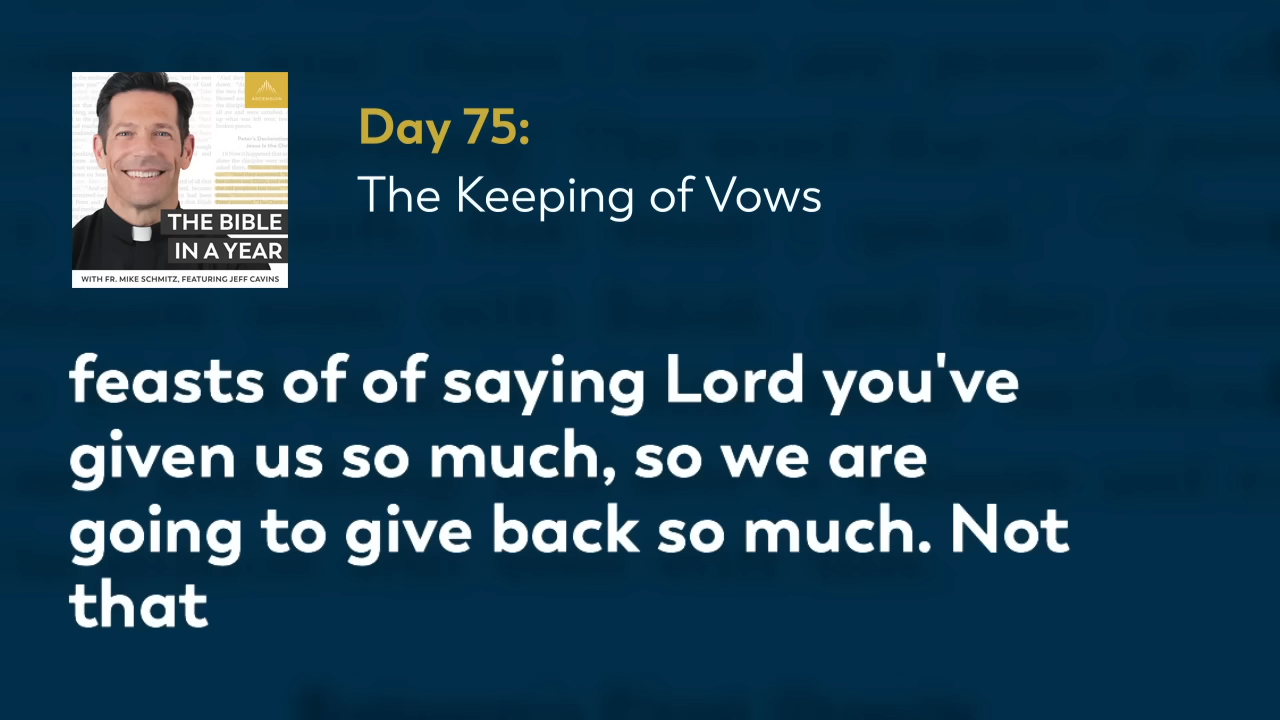 ASCENSION
THE BIBLE
IN A YEAR
WITH FR. MIKE SCHMITZ, FEATURING JEFF CAVINS
Day 75:
The Keeping of Vows
feasts of of saying Lord you've
given us so much, so we are
going to give back so much. Not
that